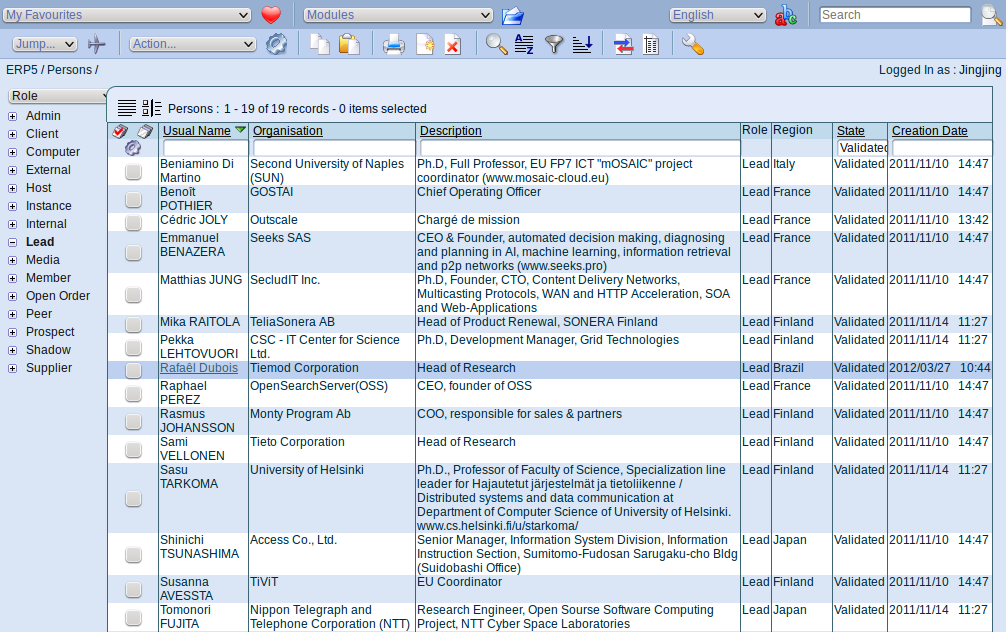 My Favourites Modules English Search
Jump... Action...
ERP5 / Persons / Logged In as : Jingjing
Role
Admin
Client
Computer
External
Host
Instance
Internal
Lead
Media
Member
Open Order
Peer
Prospect
Shadow
Supplier
Persons : 1 - 19 of 19 records - 0 items selected
Usual Name Organisation Description Role Region State Creation Date
Validated
Beniamino Di Second University of Naples Ph.D, Full Professor, EU FP7 ICT "mOSAIC" project Lead Italy Validated 2011/11/10 14:47
Martino (SUN) coordinator (www.mosaic-cloud.eu)
Benoît GOSTAI Chief Operating Officer Lead France Validated 2011/11/10 14:47
POTHIER
Cédric JOLY Outscale Chargé de mission Lead France Validated 2011/11/10 13:42
Emmanuel Seeks SAS CEO & Founder, automated decision making, diagnosing Lead France Validated 2011/11/10 14:47
BENAZERA and planning in AI, machine learning, information retrieval
and p2p networks (www.seeks.pro)
Matthias JUNG SecludIT Inc. Ph.D, Founder, CTO, Content Delivery Networks, Lead France Validated 2011/11/10 14:47
Multicasting Protocols, WAN and HTTP Acceleration, SOA
and Web-Applications
Mika RAITOLA TeliaSonera AB Head of Product Renewal, SONERA Finland Lead Finland Validated 2011/11/14 11:27
Pekka CSC - IT Center for Science Ph.D, Development Manager, Grid Technologies Lead Finland Validated 2011/11/14 11:27
LEHTOVUORI Ltd.
Rafaêl Dubois Tiemod Corporation Head of Research Lead Brazil Validated 2012/03/27 10:44
Raphael OpenSearchServer(OSS) CEO, founder of OSS Lead France Validated 2011/11/10 14:47
PEREZ
Rasmus Monty Program Ab COO, responsible for sales & partners Lead Finland Validated 2011/11/10 14:47
JOHANSSON
Sami Tieto Corporation Head of Research Lead Finland Validated 2011/11/10 14:47
VELLONEN
Sasu University of Helsinki Ph.D., Professor of Faculty of Science, Specialization line Lead Finland Validated 2011/11/14 11:27
TARKOMA leader for Hajautetut järjestelmät ja tietoliikenne /
Distributed systems and data communication at
Department of Computer Science of University of Helsinki.
www.cs.helsinki.fi/u/starkoma/
Shinichi Access Co., Ltd. Senior Manager, Information System Division, Information Lead Japan Validated 2011/11/10 14:47
TSUNASHIMA Instruction Section, Sumitomo-Fudosan Sarugaku-cho Bldg
(Suidobashi Office)
Susanna TiViT EU Coordinator Lead Finland Validated 2011/11/10 14:47
AVESSTA
Tomonori Nippon Telegraph and Research Engineer, Open Sourse Software Computing Lead Japan Validated 2011/11/14 11:27
FUJITA Telephone Corporation (NTT) Project, NTT Cyber Space Laboratories